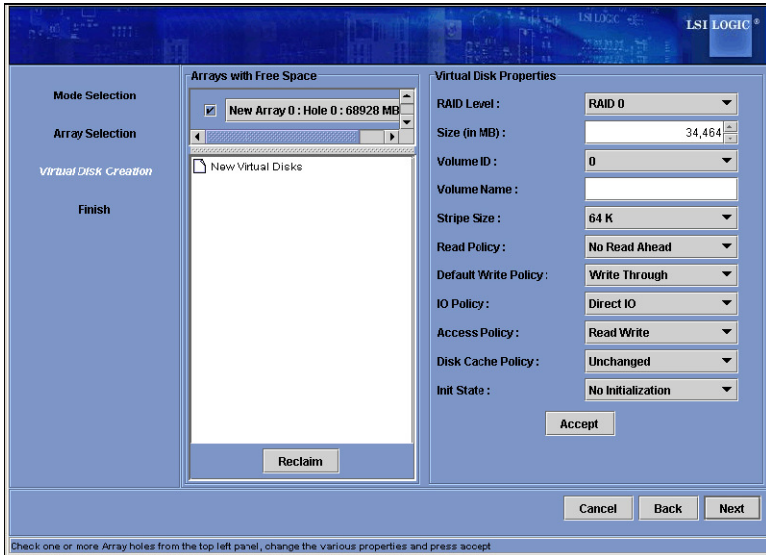 LSI LOGIC
LSI LOGIC ®
Mode Selection
Array Selection
Virtual Disk Creation
Finish
Arrays with Free Space
New Array 0 : Hole 0 : 68928 MB
New Virtual Disks
Reclaim
Virtual Disk Properties
RAID Level : RAID 0
Size (in MB) : 34,464
Volume ID : 0
Volume Name :
Stripe Size : 64 K
Read Policy : No Read Ahead
Default Write Policy : Write Through
IO Policy : Direct IO
Access Policy : Read Write
Disk Cache Policy : Unchanged
Init State : No Initialization
Accept
Cancel Back Next
Check one or more Array holes from the top left panel, change the various properties and press accept